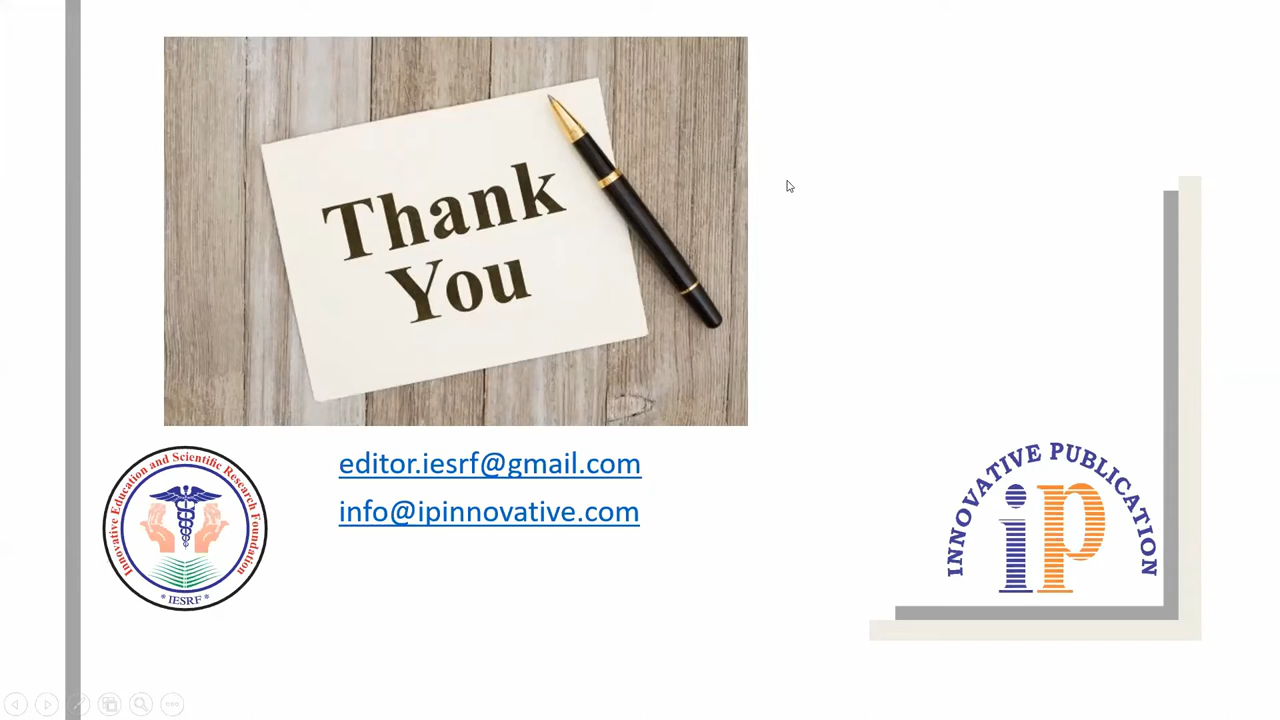 Thank
You
editor.iesrf@gmail.com
info@ipinnovative.com
Innovative Education and Scientific Research Foundation
* IESRF *
INNOVATIVE PUBLICATION
ip